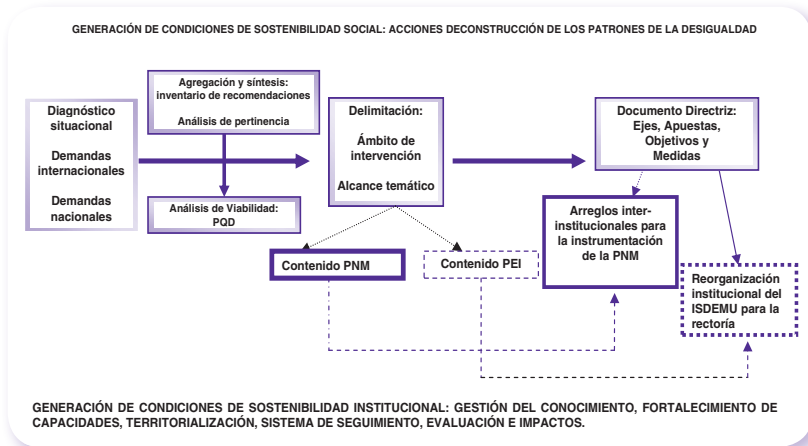 GENERACIÓN DE CONDICIONES DE SOSTENIBILIDAD SOCIAL: ACCIONES DECONSTRUCCIÓN DE LOS PATRONES DE LA DESIGUALDAD
Diagnóstico
situacional
Demandas
internacionales
Demandas
nacionales
Agregación y síntesis:
inventario de recomendaciones
Análisis de pertinencia
Análisis de Viabilidad:
PQD
Delimitación:
Ámbito de
intervención
Alcance temático
Documento Directriz:
Ejes, Apuestas,
Objetivos y
Medidas
Contenido PNM
Contenido PEI
Arreglos inter-
institucionales para
la instrumentación
de la PNM
Reorganización
institucional del
ISDEMU para la
rectoría
GENERACIÓN DE CONDICIONES DE SOSTENIBILIDAD INSTITUCIONAL: GESTIÓN DEL CONOCIMIENTO, FORTALECIMIENTO DE
CAPACIDADES, TERRITORIALIZACIÓN, SISTEMA DE SEGUIMIENTO, EVALUACIÓN E IMPACTOS.